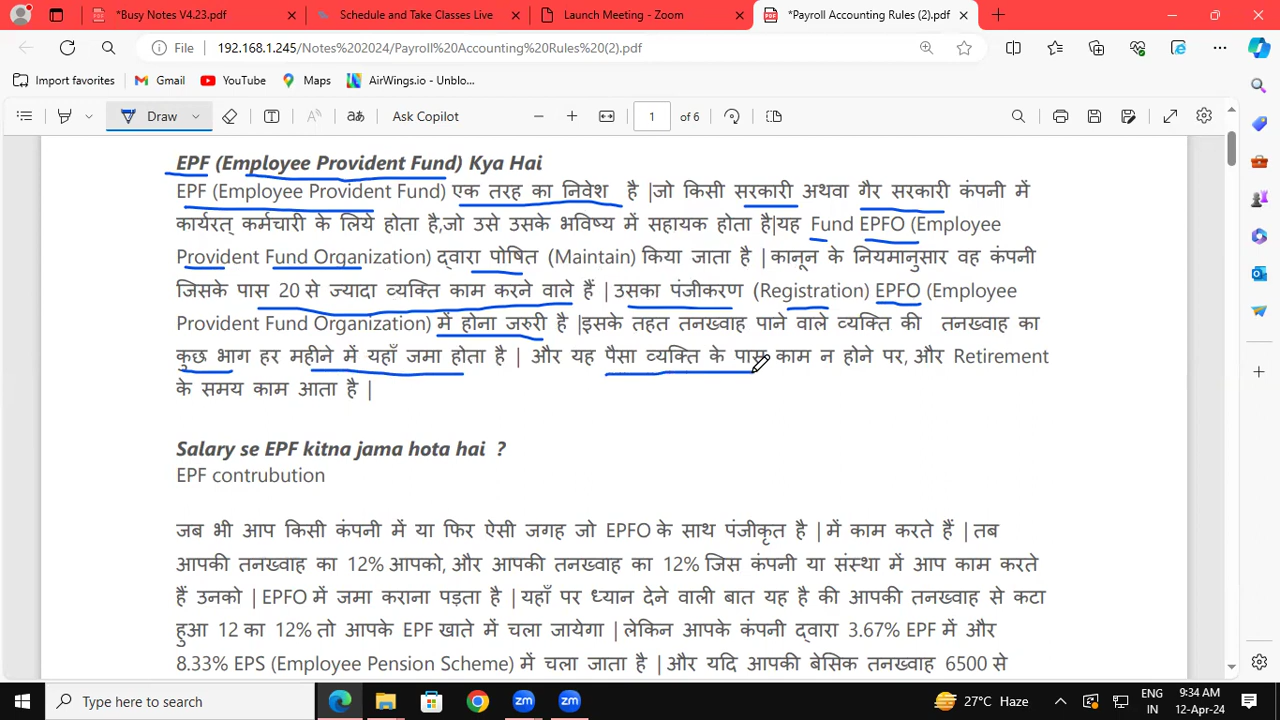 *Busy Notes V4.23.pdf
Schedule and Take Classes Live
Launch Meeting - Zoom
*Payroll Accounting Rules (2).pdf
File
192.168.1.245/Notes%202024/Payroll%20Accounting%20Rules%20(2).pdf
Import favorites
Gmail
YouTube
Maps
AirWings.io - Unblo...
Draw
Ask Copilot
1 of 6
EPF (Employee Provident Fund) Kya Hai
EPF (Employee Provident Fund) एक तरह का निवेश है |जो किसी सरकारी अथवा गैर सरकारी कंपनी में
कार्यरत् कर्मचारी के लिये होता है,जो उसे उसके भविष्य में सहायक होता है|यह Fund EPFO (Employee
Provident Fund Organization) द्वारा पोषित (Maintain) किया जाता है |कानून के नियमानुसार वह कंपनी
जिसके पास 20 से ज्यादा व्यक्ति काम करने वाले हैं | उसका पंजीकरण (Registration) EPFO (Employee
Provident Fund Organization) में होना जरुरी है |इसके तहत तनख्वाह पाने वाले व्यक्ति की तनख्वाह का
कुछ भाग हर महीने में यहाँ जमा होता है | और यह पैसा व्यक्ति के पास काम न होने पर, और Retirement
के समय काम आता है |
Salary se EPF kitna jama hota hai ?
EPF contrubution
जब भी आप किसी कंपनी में या फिर ऐसी जगह जो EPFO के साथ पंजीकृत है |में काम करते हैं |तब
आपकी तनख्वाह का 12% आपको, और आपकी तनख्वाह का 12% जिस कंपनी या संस्था में आप काम करते
हैं उनको | EPFO में जमा कराना पड़ता है |यहाँ पर ध्यान देने वाली बात यह है की आपकी तनख्वाह से कटा
हुआ 12 का 12% तो आपके EPF खाते में चला जायेगा |लेकिन आपके कंपनी द्वारा 3.67% EPF में और
8.33% EPS (Employee Pension Scheme) में चला जाता है |और यदि आपकी बेसिक तनख्वाह 6500 से
Type here to search
27°C Haze
ENG
IN
9:34 AM
12-Apr-24